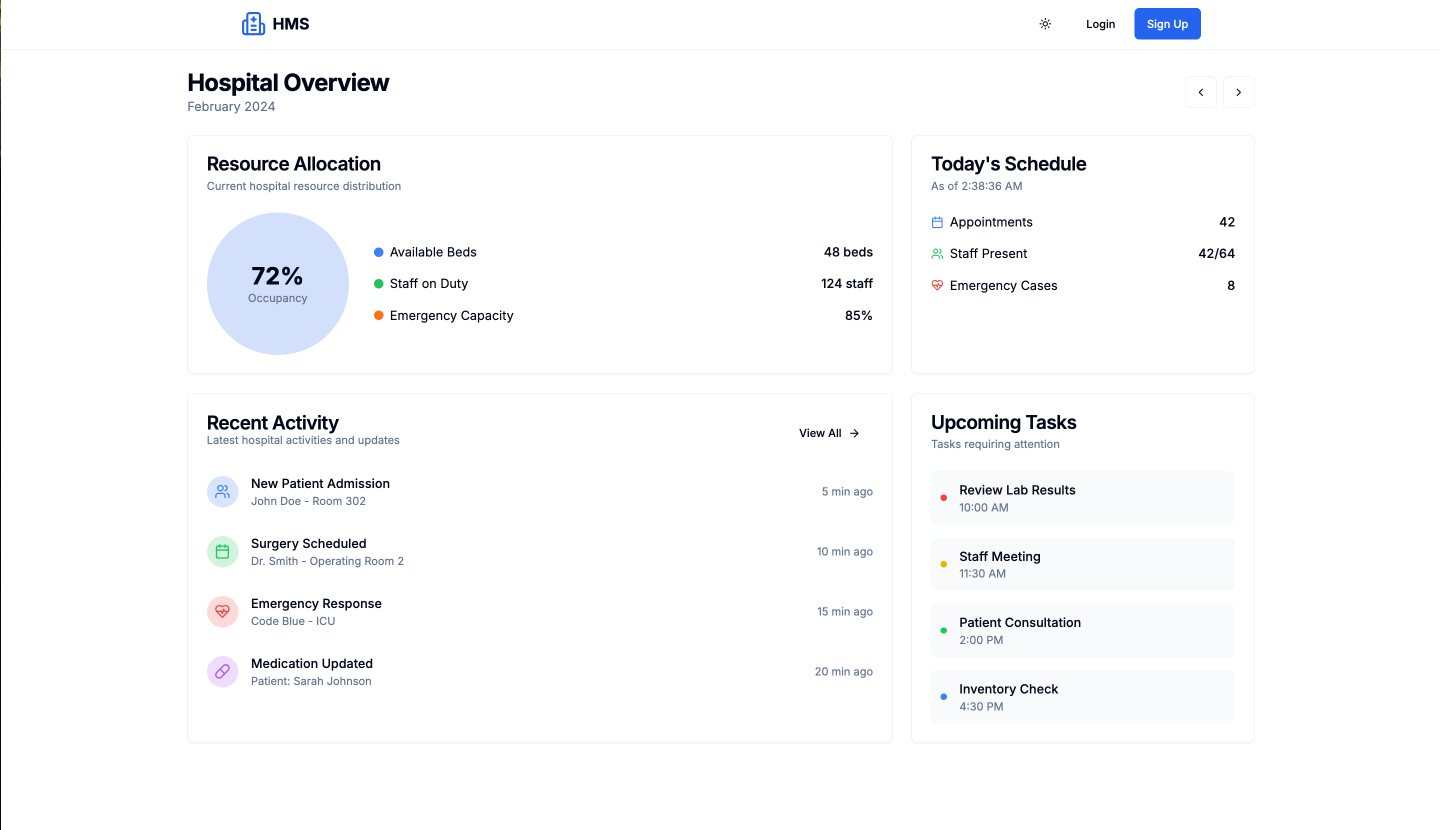 HMS
Login
Sign Up
Hospital Overview
February 2024
Resource Allocation
Current hospital resource distribution
72%
Occupancy
Available Beds 48 beds
Staff on Duty 124 staff
Emergency Capacity 85%
Today's Schedule
As of 2:38:36 AM
Appointments 42
Staff Present 42/64
Emergency Cases 8
Recent Activity
Latest hospital activities and updates
View All
New Patient Admission
John Doe - Room 302
5 min ago
Surgery Scheduled
Dr. Smith - Operating Room 2
10 min ago
Emergency Response
Code Blue - ICU
15 min ago
Medication Updated
Patient: Sarah Johnson
20 min ago
Upcoming Tasks
Tasks requiring attention
Review Lab Results
10:00 AM
Staff Meeting
11:30 AM
Patient Consultation
2:00 PM
Inventory Check
4:30 PM